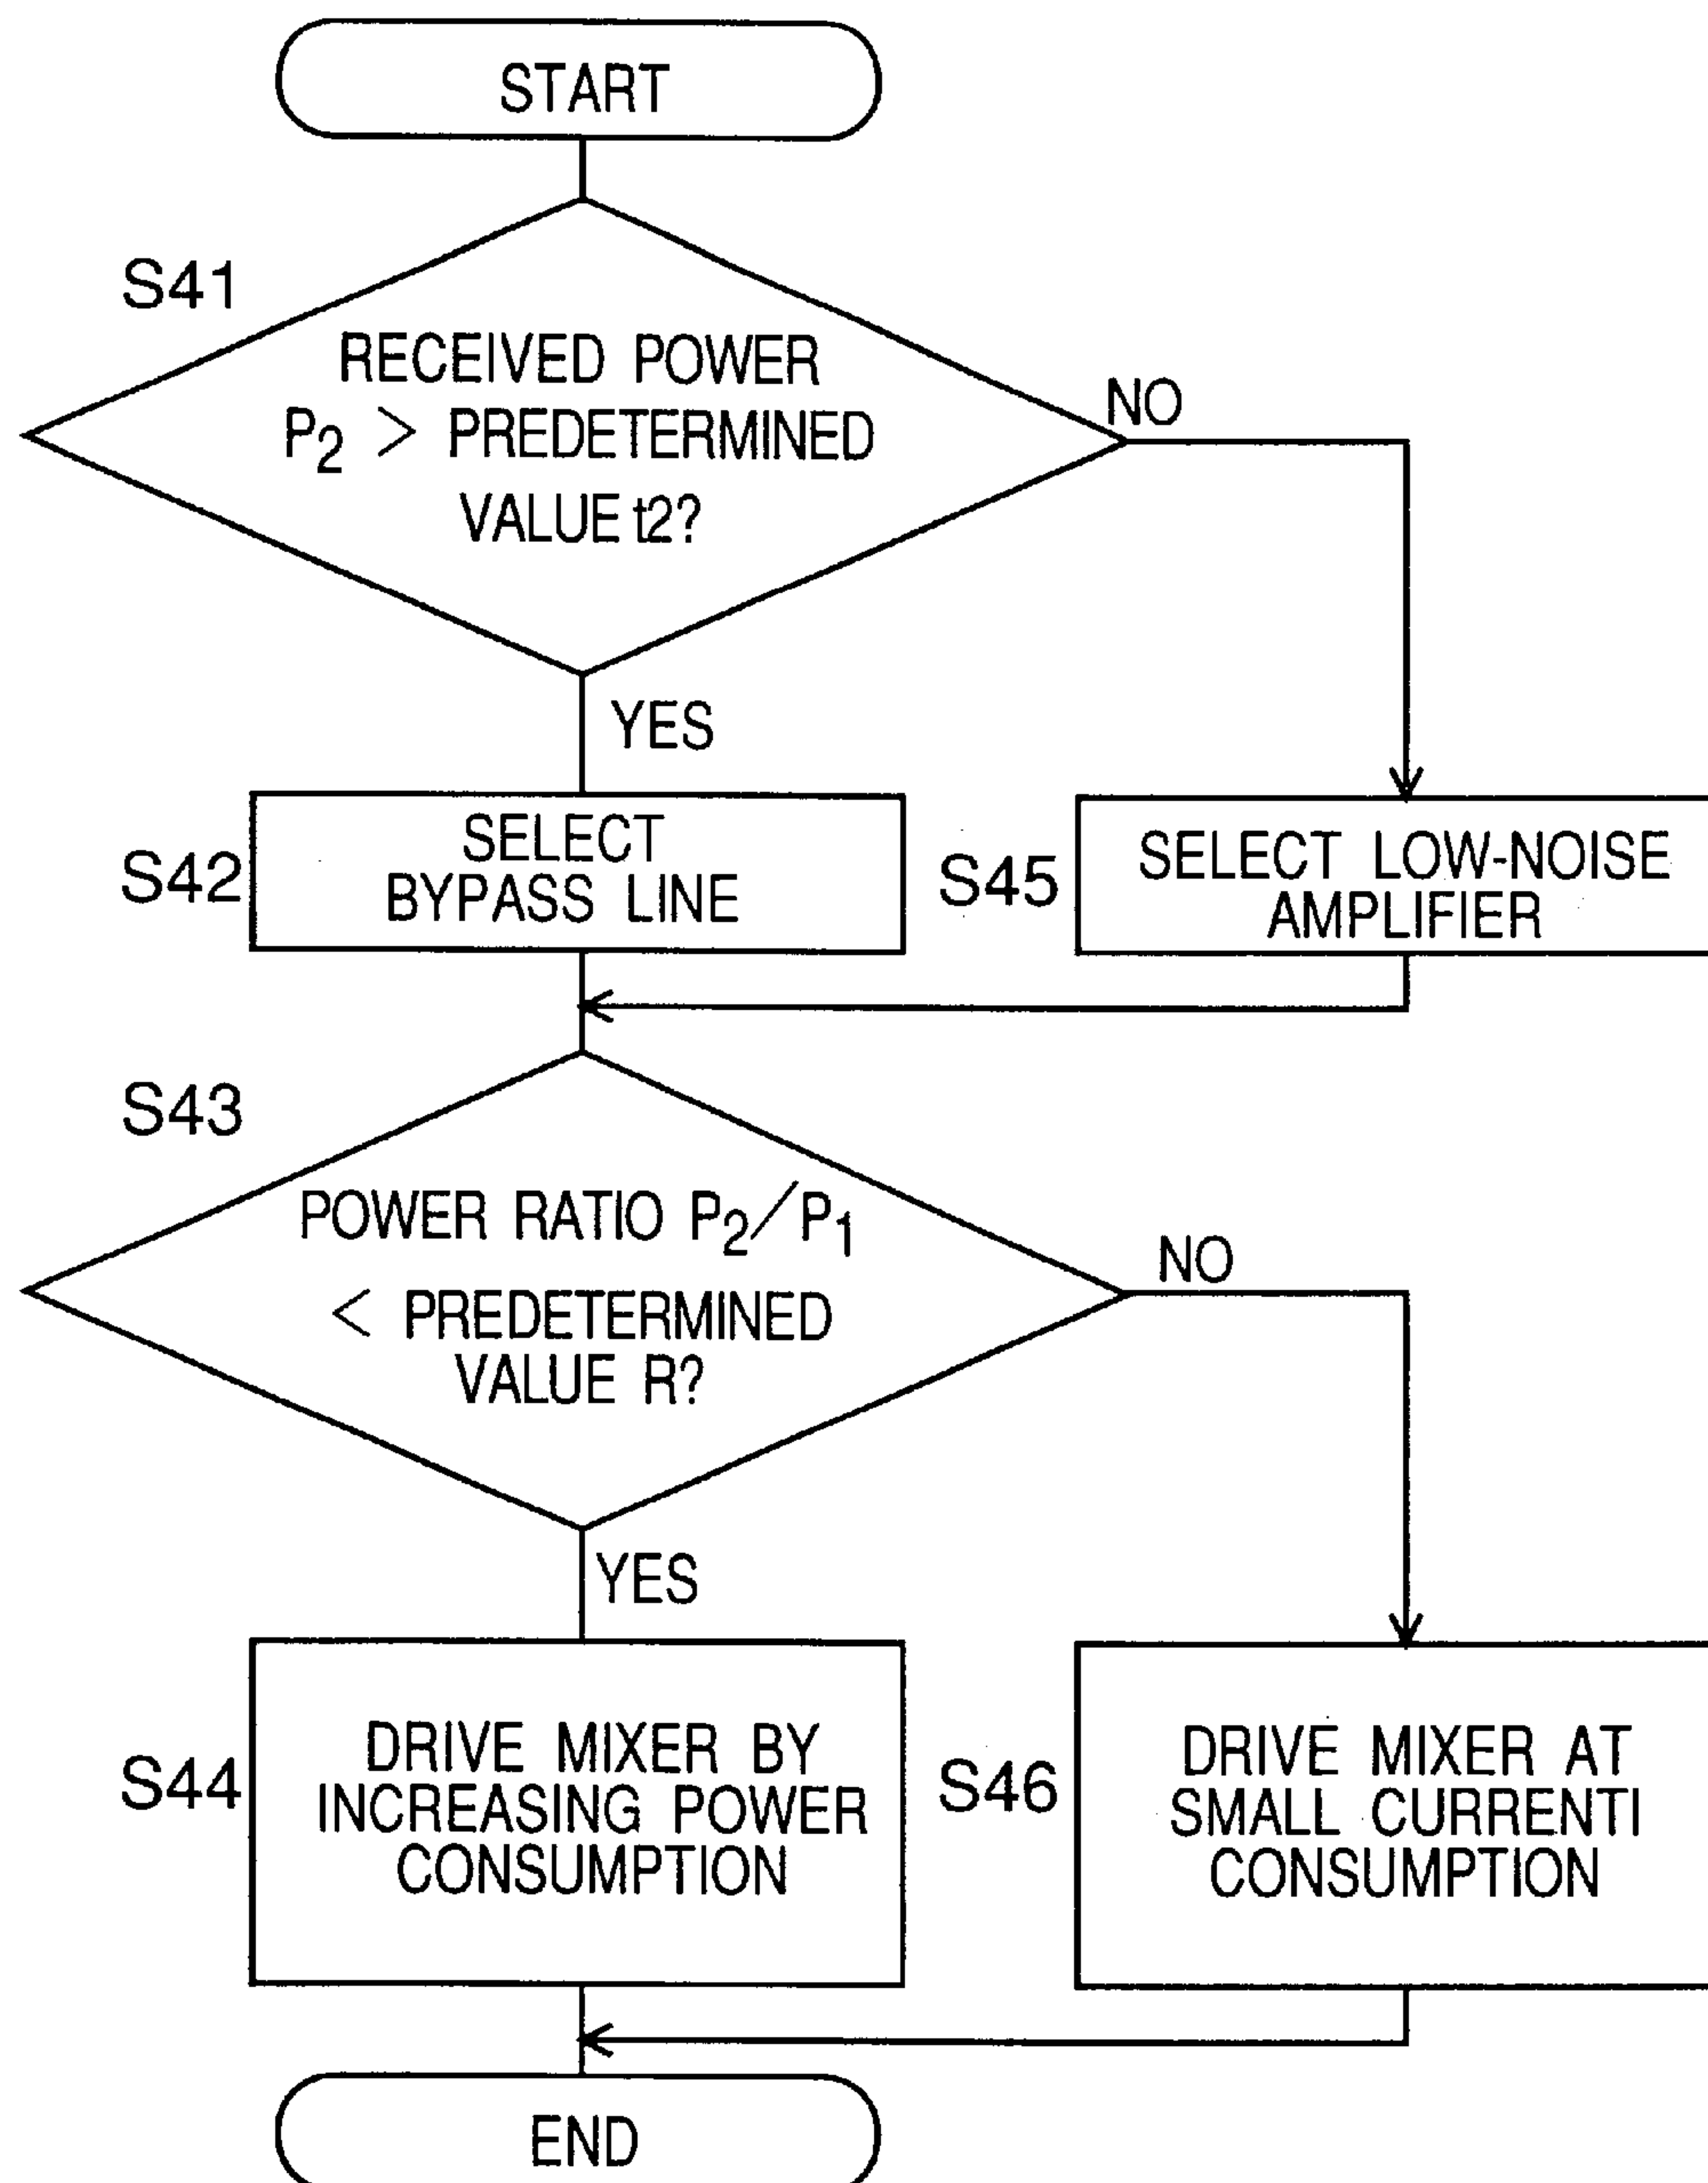 START
S41
RECEIVED POWER
P2 > PREDETERMINED
VALUE t2?
NO
YES
S42
SELECT
BYPASS LINE
S45
SELECT LOW-NOISE
AMPLIFIER
S43
POWER RATIO P2/P1
< PREDETERMINED
VALUE R?
NO
YES
S44
DRIVE MIXER BY
INCREASING POWER
CONSUMPTION
S46
DRIVE MIXER AT
SMALL CURRENTI
CONSUMPTION
END